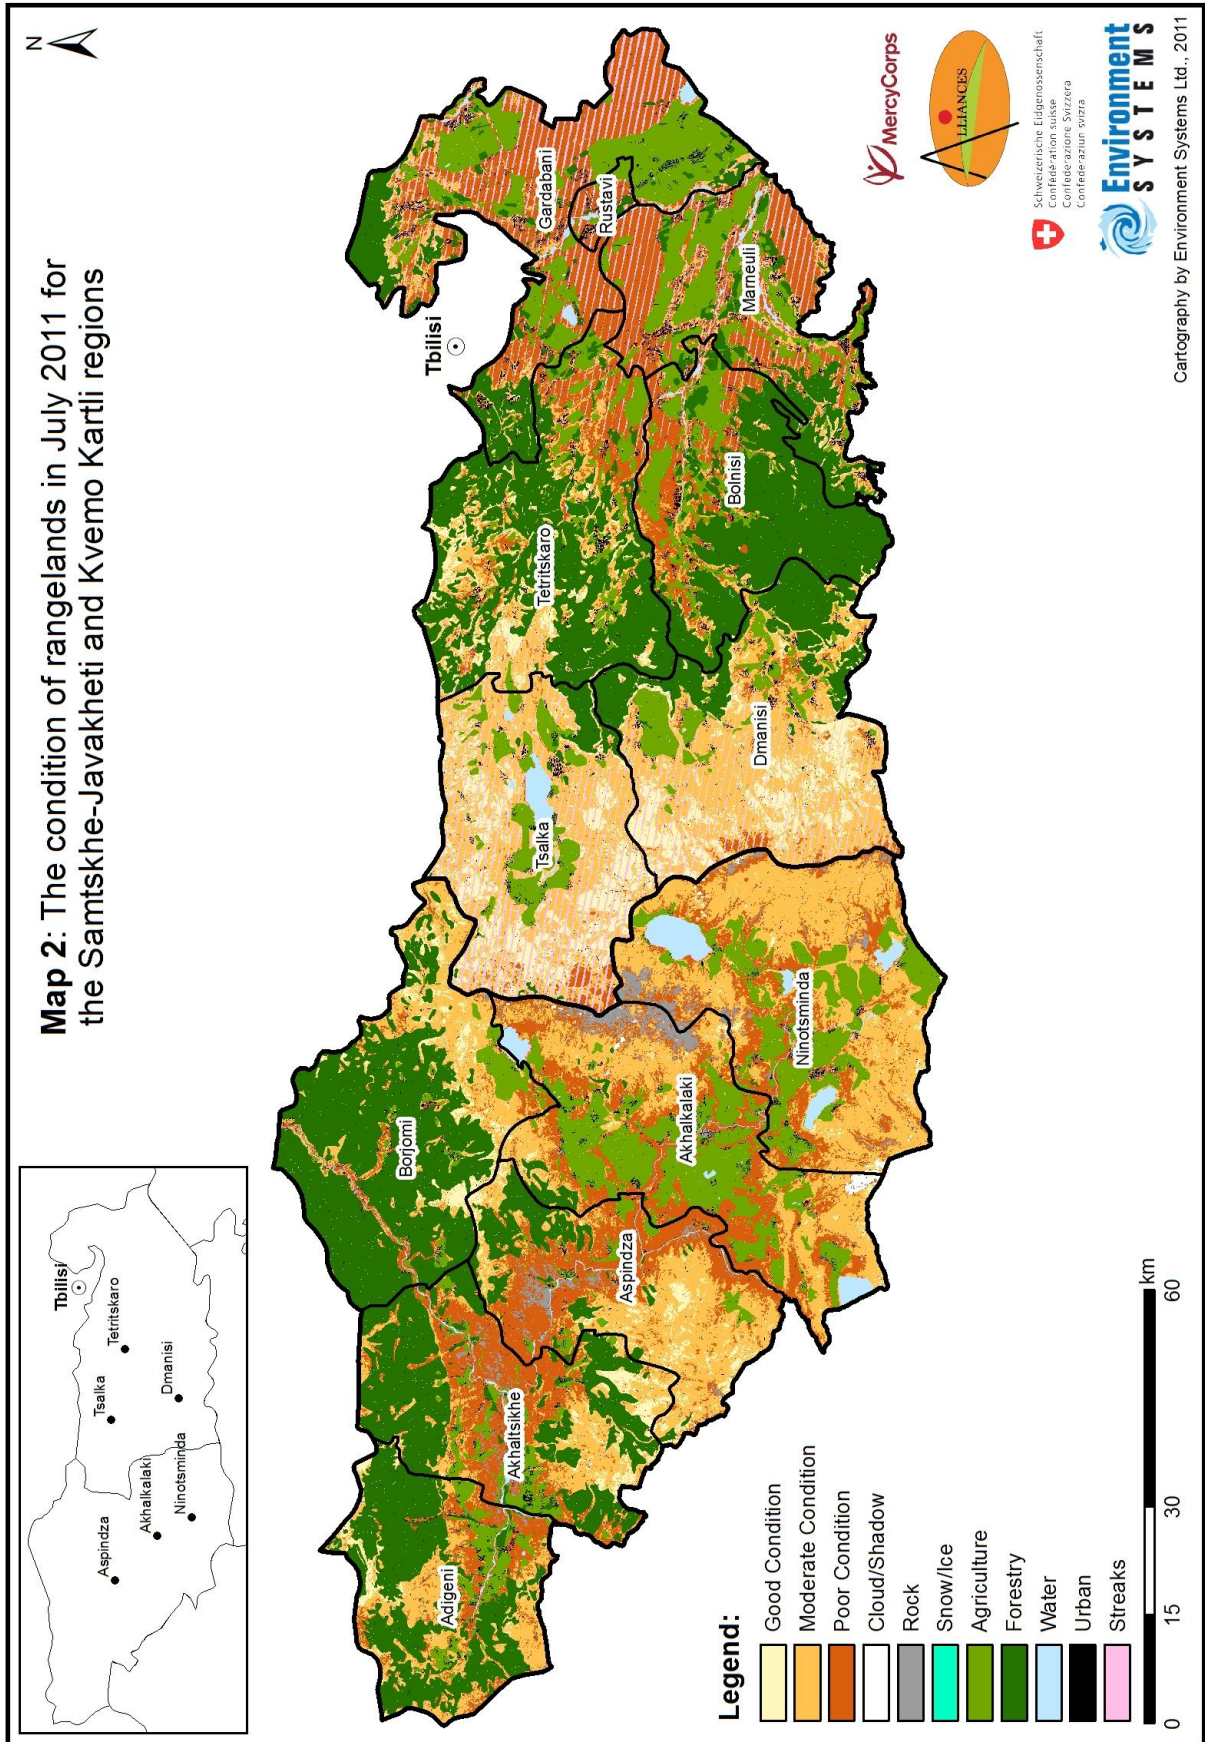 Map 2: The condition of rangelands in July 2011 for
the Samtskhe-Javakheti and Kvemo Kartli regions
N
Tbilisi
Tsalka
Tetritskaro
Aspindza
Akhalkalaki
Dmanisi
Ninotsminda
Tbilisi
Borjomi
Gardabani
Rustavi
Tetritskaro
Tsalka
Adigeni
Akhaltsikhe
Aspindza
Akhalkalaki
Ninotsminda
Dmanisi
Bolnisi
Marneuli
Legend:
Good Condition
Moderate Condition
Poor Condition
Cloud/Shadow
Rock
Snow/Ice
Agriculture
Forestry
Water
Urban
Streaks
0 15 30 60
km
MercyCorps
ALLIANCES
Schweizerische Eidgenossenschaft
Confédération suisse
Confederazione Svizzera
Confederaziun svizra
Environment
SYSTEMS
Cartography by Environment Systems Ltd., 2011